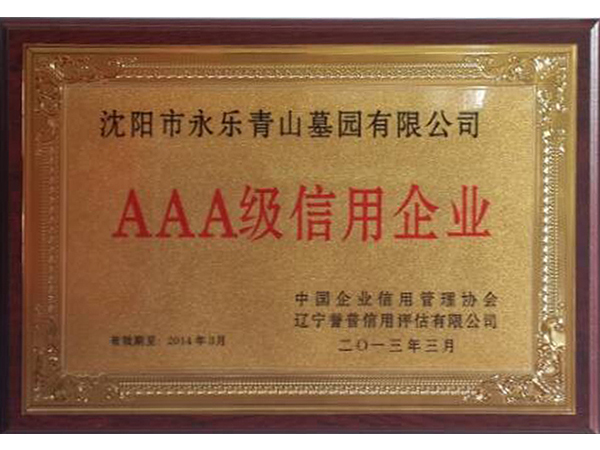 沈阳市永乐青山墓园有限公司
AAA级信用企业
中国企业信用管理协会
辽宁誉普信用评估有限公司
有效期至: 2014年3月
二〇一三年三月